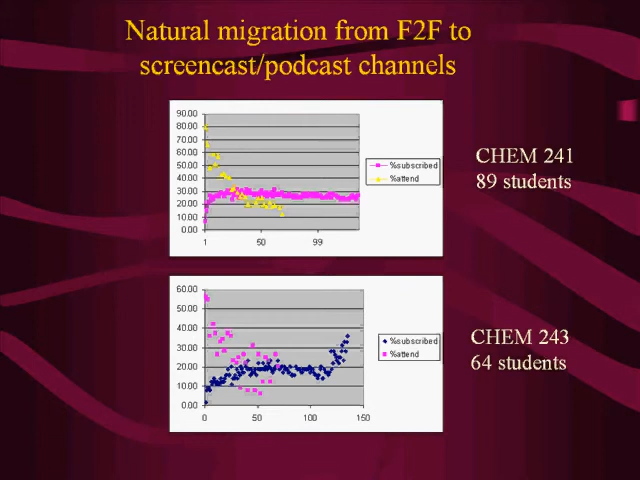 Natural migration from F2F to
screencast/podcast channels
90.00
80.00
70.00
60.00
50.00
40.00
30.00
20.00
10.00
0.00
1
50
99
%subscribed
%attend
CHEM 241
89 students
60.00
50.00
40.00
30.00
20.00
10.00
0.00
0
50
100
150
%subscribed
%attend
CHEM 243
64 students